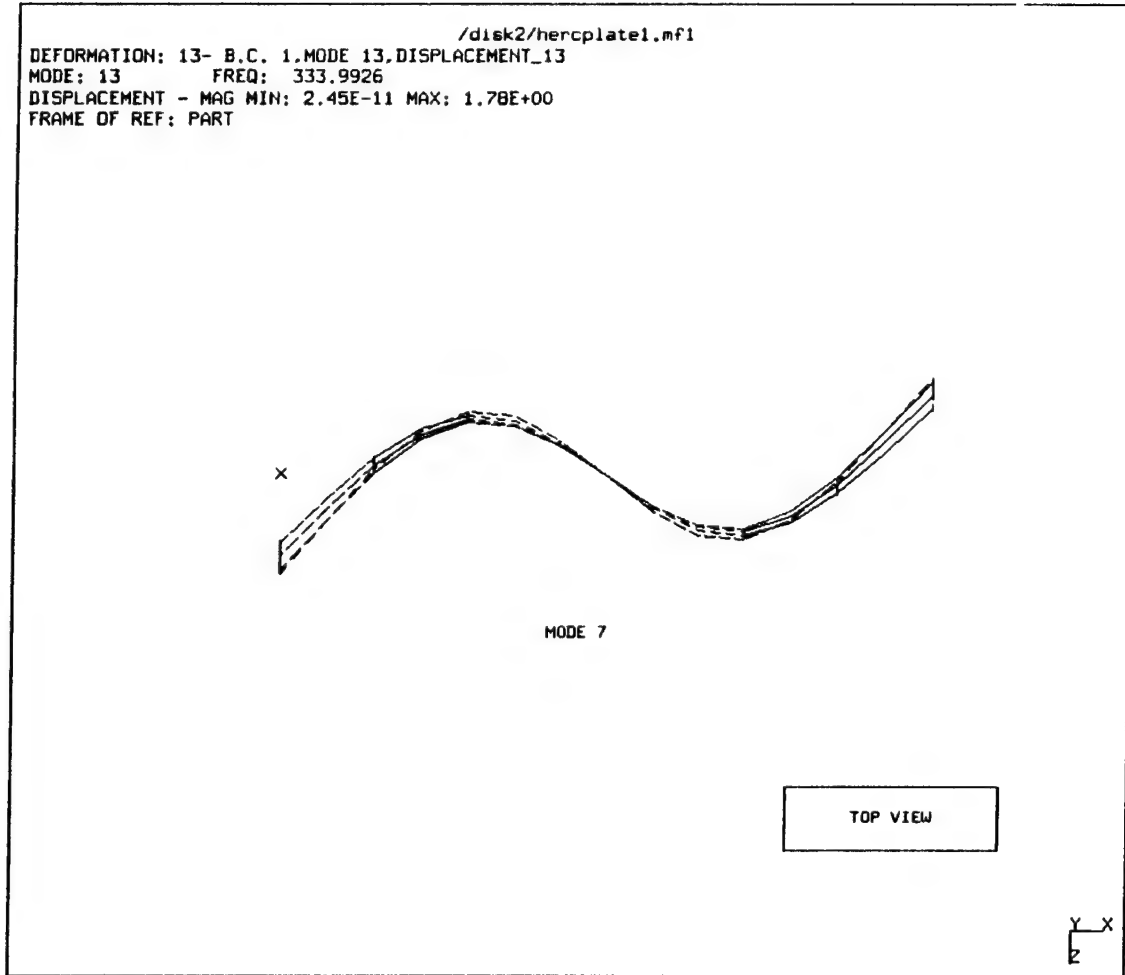 /disk2/hercplate1.mf1
DEFORMATION: 13- B.C. 1,MODE 13,DISPLACEMENT_13
MODE: 13 FREQ: 333.9926
DISPLACEMENT - MAG MIN: 2.45E-11 MAX: 1.78E+00
FRAME OF REF: PART
X
MODE 7
TOP VIEW
Y X
Z